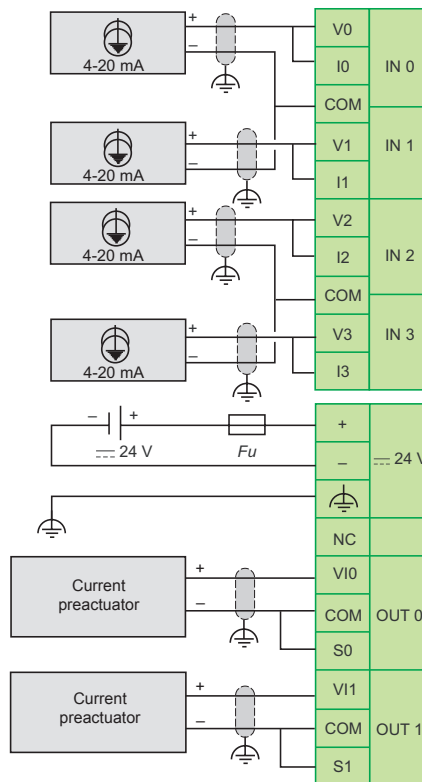 +
V0
–
I0
4-20 mA
IN 0
COM
+
V1
–
4-20 mA
IN 1
I1
+
V2
–
4-20 mA
I2
IN 2
COM
+
V3
–
4-20 mA
IN 3
I3
– +
+
24 V
Fu
–
24 V
NC
+
VI0
Current
preactuator
–
COM
OUT 0
S0
+
VI1
Current
preactuator
–
COM
OUT 1
S1